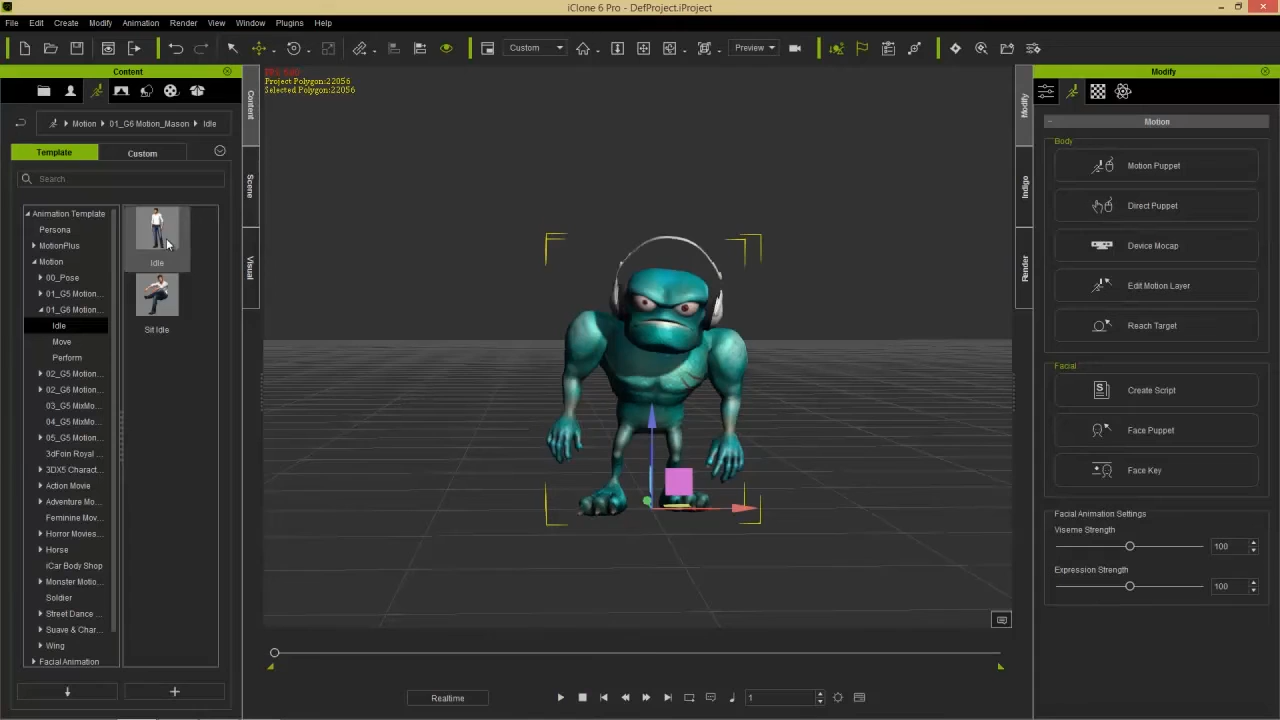 iClone 6 Pro - DefProject.iProject
File Edit Create Modify Animation Render View Window Plugins Help
Custom Preview
Content
Motion 01_G6 Motion_Mason Idle
Template Custom
Search
Animation Template
Persona
MotionPlus
Motion
00_Pose
01_G5 Motion...
01_G6 Motion...
Idle
Move
Perform
02_G5 Motion...
02_G6 Motion...
03_G5 MixMo...
04_G5 MixMo...
05_G5 Motion...
3dFoin Royal ...
3DX5 Charact...
Action Movie
Adventure Mo...
Feminine Mov...
Horror Movies...
Horse
iCar Body Shop
Monster Motio...
Soldier
Street Dance ...
Suave & Char...
Wing
Facial Animation
Idle
Sit Idle
Content
Scene
Visual
Project Polygon:22056
Selected Polygon:22056
Realtime
1
Modify
Indigo
Render
Modify
Motion
Body
Motion Puppet
Direct Puppet
Device Mocap
Edit Motion Layer
Reach Target
Facial
Create Script
Face Puppet
Face Key
Facial Animation Settings
Viseme Strength
100
Expression Strength
100